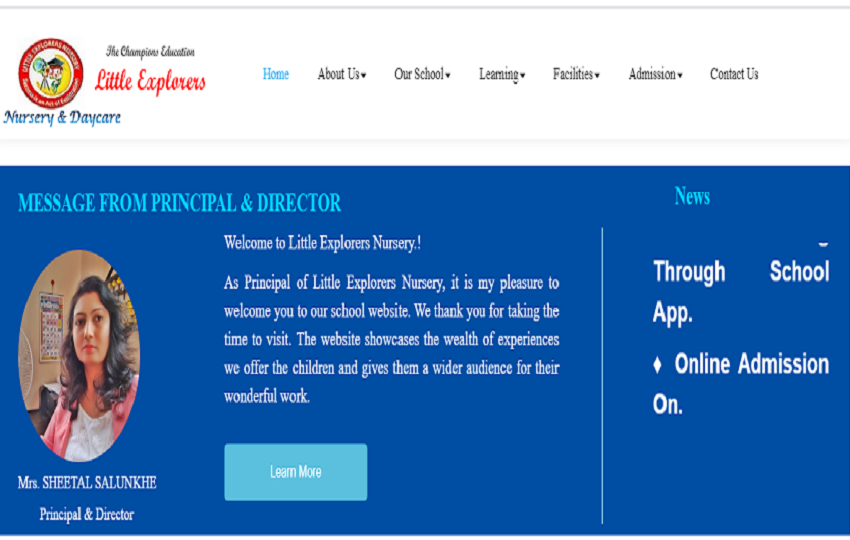 The Champions Education
Little Explorers
Nursery & Daycare
Home
About Us
Our School
Learning
Facilities
Admission
Contact Us
MESSAGE FROM PRINCIPAL & DIRECTOR
Welcome to Little Explorers Nursery.!
As Principal of Little Explorers Nursery, it is my pleasure to
welcome you to our school website. We thank you for taking the
time to visit. The website showcases the wealth of experiences
we offer the children and gives them a wider audience for their
wonderful work.
Learn More
Mrs. SHEETAL SALUNKHE
Principal & Director
News
Through School
App.
♦ Online Admission
On.